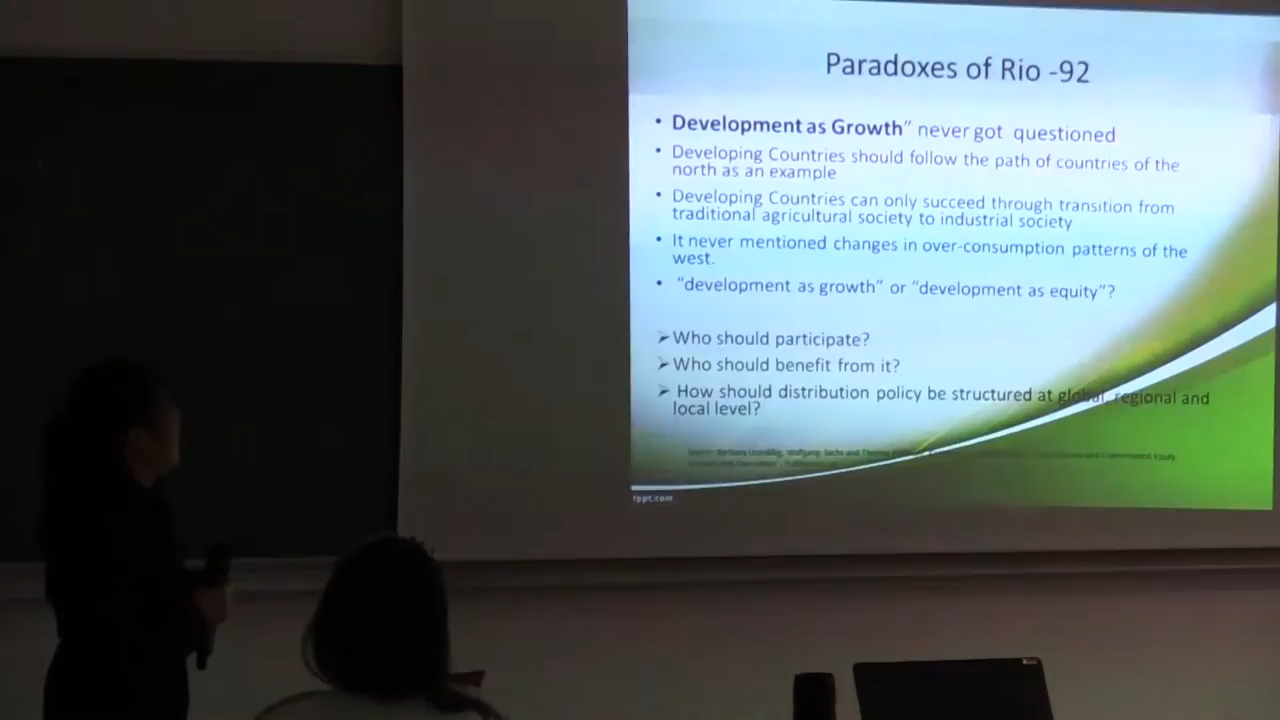 Paradoxes of Rio -92
• Development as Growth” never got questioned
• Developing Countries should follow the path of countries of the
north as an example
• Developing Countries can only succeed through transition from
traditional agricultural society to industrial society
• It never mentioned changes in over-consumption patterns of the
west.
• “development as growth” or “development as equity”?
➢ Who should participate?
➢ Who should benefit from it?
➢ How should distribution policy be structured at global, regional and
local level?
Wolfgang Sachs and
fppt.com